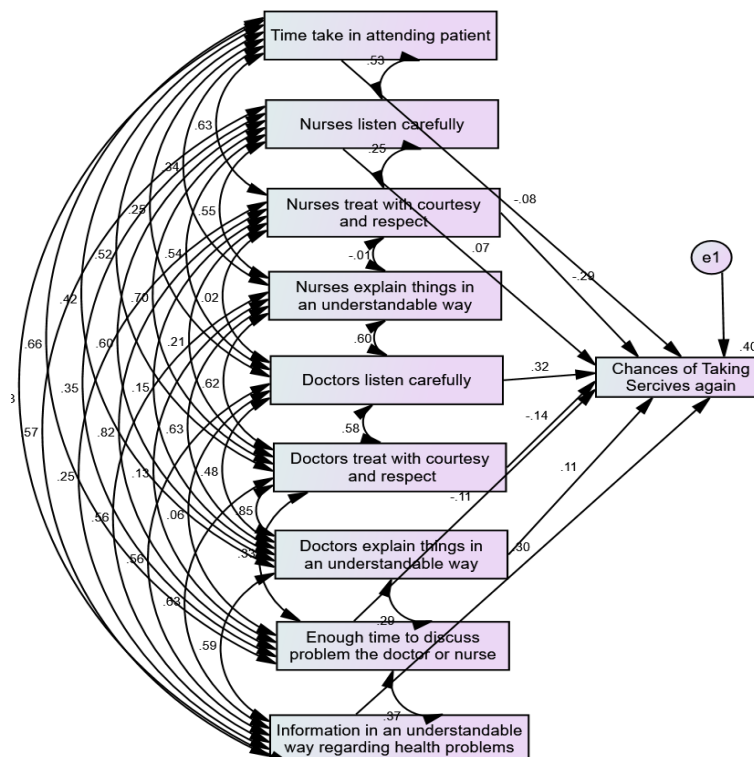 Time take in attending patient
.53
Nurses listen carefully
.63
.25
.34
Nurses treat with courtesy
and respect
-.08
.25
.55
.07
-.01
.52
.54
-.29
e1
Nurses explain things in
an understandable way
.42
.70
.02
.60
.40
.66
.60
.21
.32
Chances of Taking
Sercives again
Doctors listen carefully
.35
.15
.62
-.14
.57
.82
.63
.58
Doctors treat with courtesy
and respect
.25
.13
.48
.11
-.11
.56
.06
.85
Doctors explain things in
an understandable way
.30
.33
.56
.29
.63
Enough time to discuss
problem the doctor or nurse
.59
.37
Information in an understandable
way regarding health problems